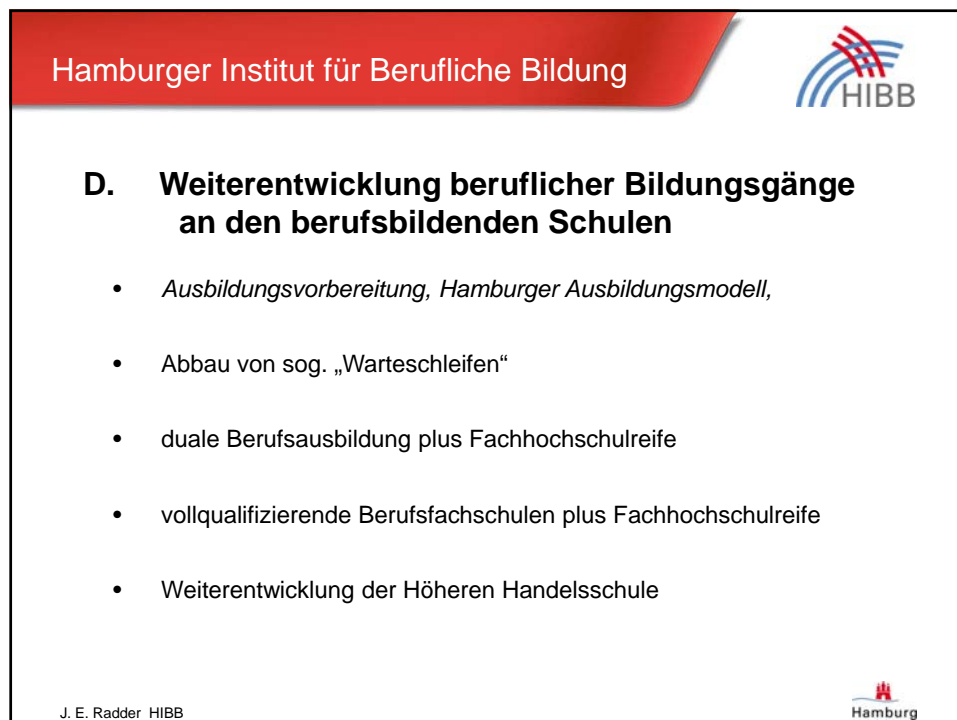 Hamburger Institut für Berufliche Bildung
HIBB
D. Weiterentwicklung beruflicher Bildungsgänge
an den berufsbildenden Schulen
• Ausbildungsvorbereitung, Hamburger Ausbildungsmodell,
• Abbau von sog. „Warteschleifen“
• duale Berufsausbildung plus Fachhochschulreife
• vollqualifizierende Berufsfachschulen plus Fachhochschulreife
• Weiterentwicklung der Höheren Handelsschule
J. E. Radder HIBB
Hamburg